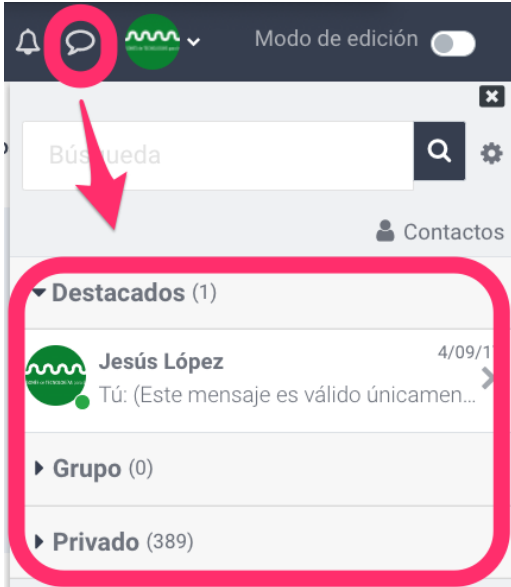 Modo de edición
Búsqueda
Contactos
Destacados (1)
Jesús López
4/09/1
Tú: (Este mensaje es válido únicamen...
Grupo (0)
Privado (389)